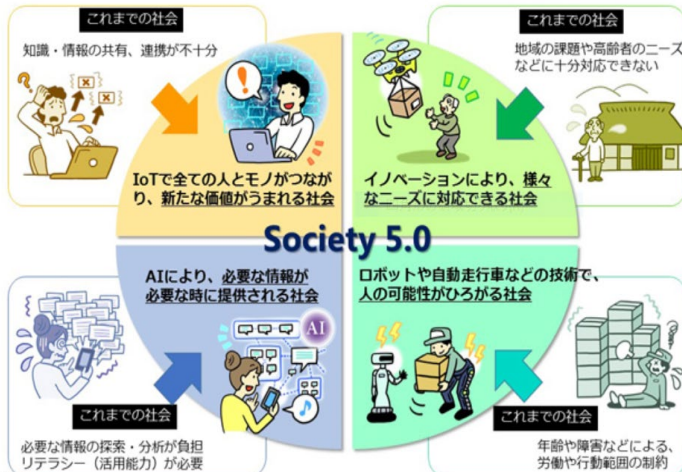 これまでの社会
知識・情報の共有、連携が不十分
IoTで全ての人とモノがつなが
り、新たな価値がうまれる社会
これまでの社会
地域の課題や高齢者のニーズ
などに十分対応できない
イノベーションにより、様々
なニーズに対応できる社会
Society 5.0
AIにより、必要な情報が
必要な時に提供される社会
AI
これまでの社会
必要な情報の探索・分析が負担
リテラシー（活用能力）が必要
ロボットや自動走行車などの技術で、
人の可能性がひろがる社会
これまでの社会
年齢や障害などによる、
労働や行動範囲の制約